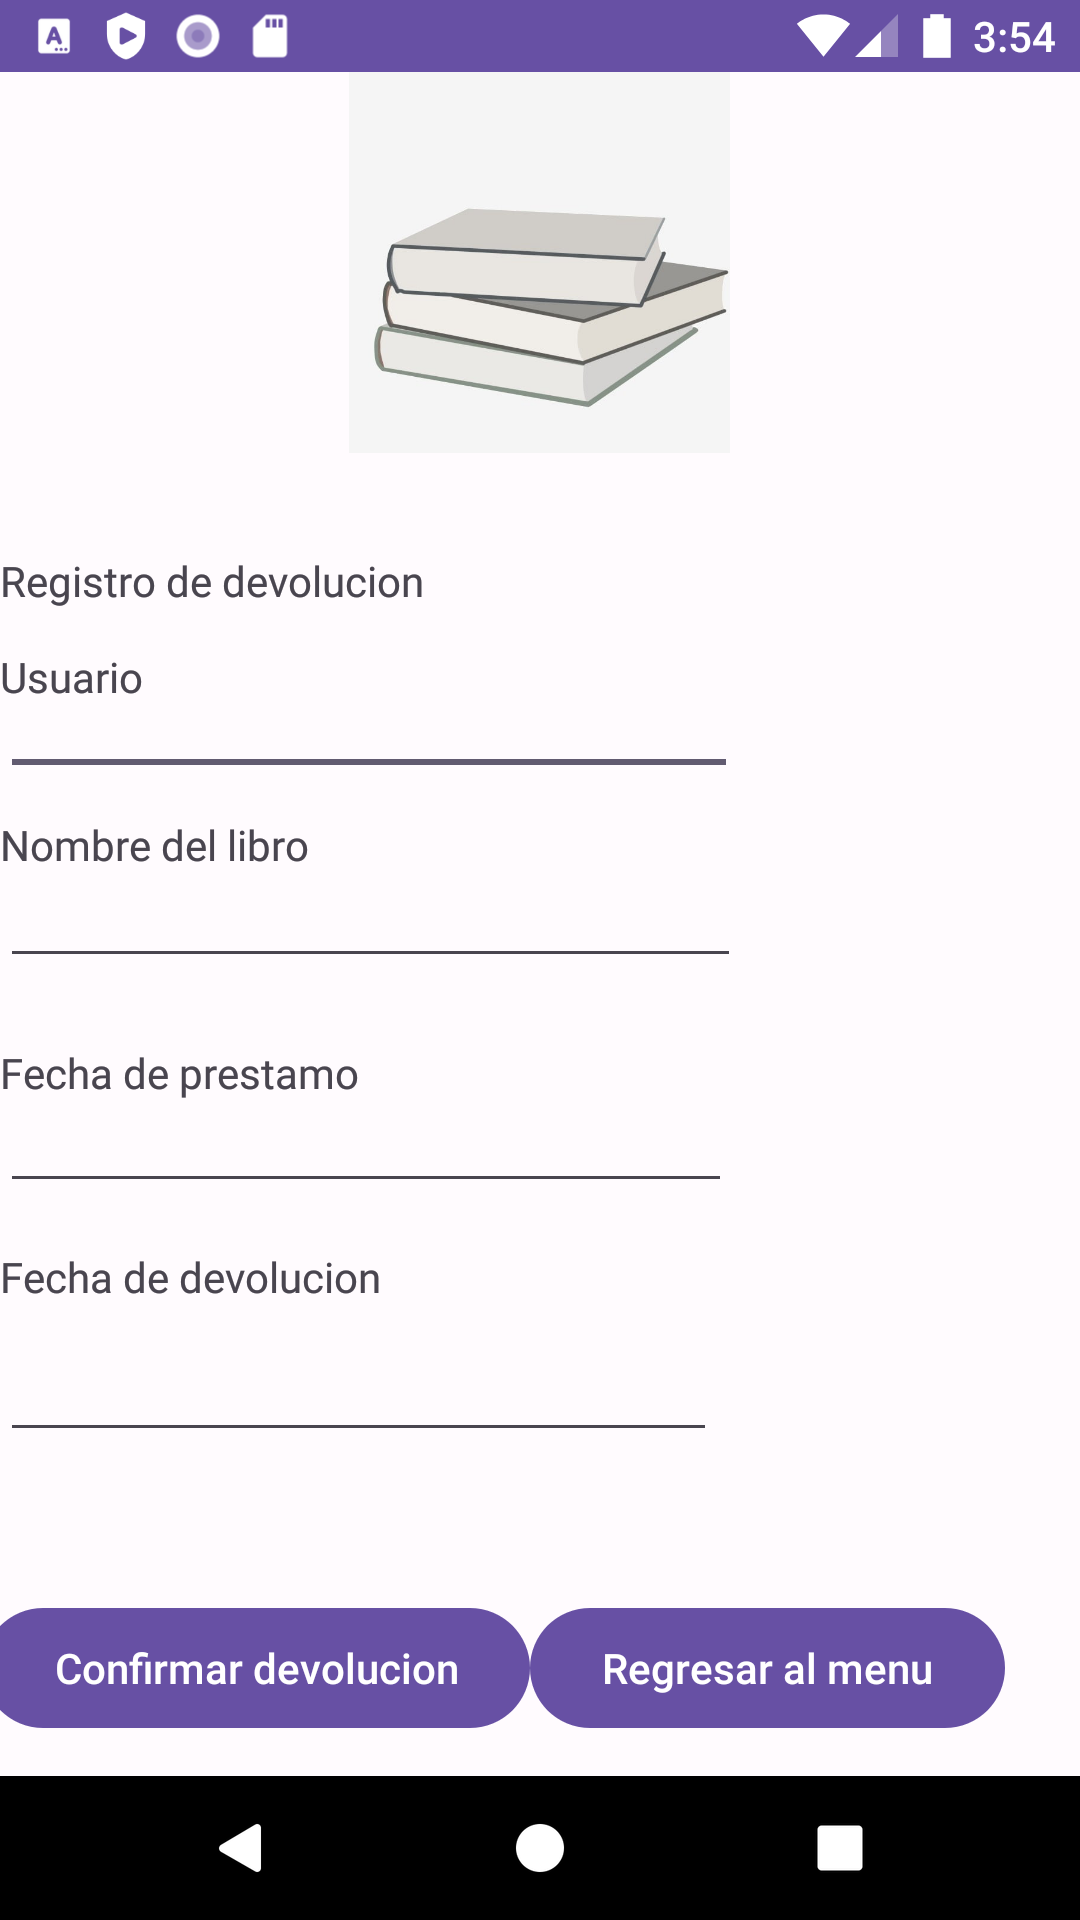 3:54
Registro de devolucion
Usuario
Nombre del libro
Fecha de prestamo
Fecha de devolucion
Confirmar devolucion
Regresar al menu